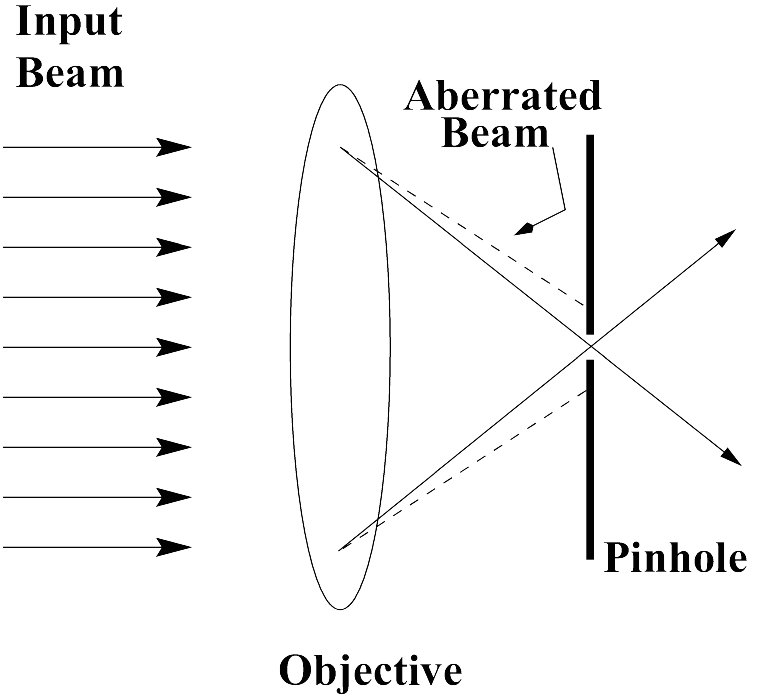 Input
Beam
Aberrated
Beam
Pinhole
Objective